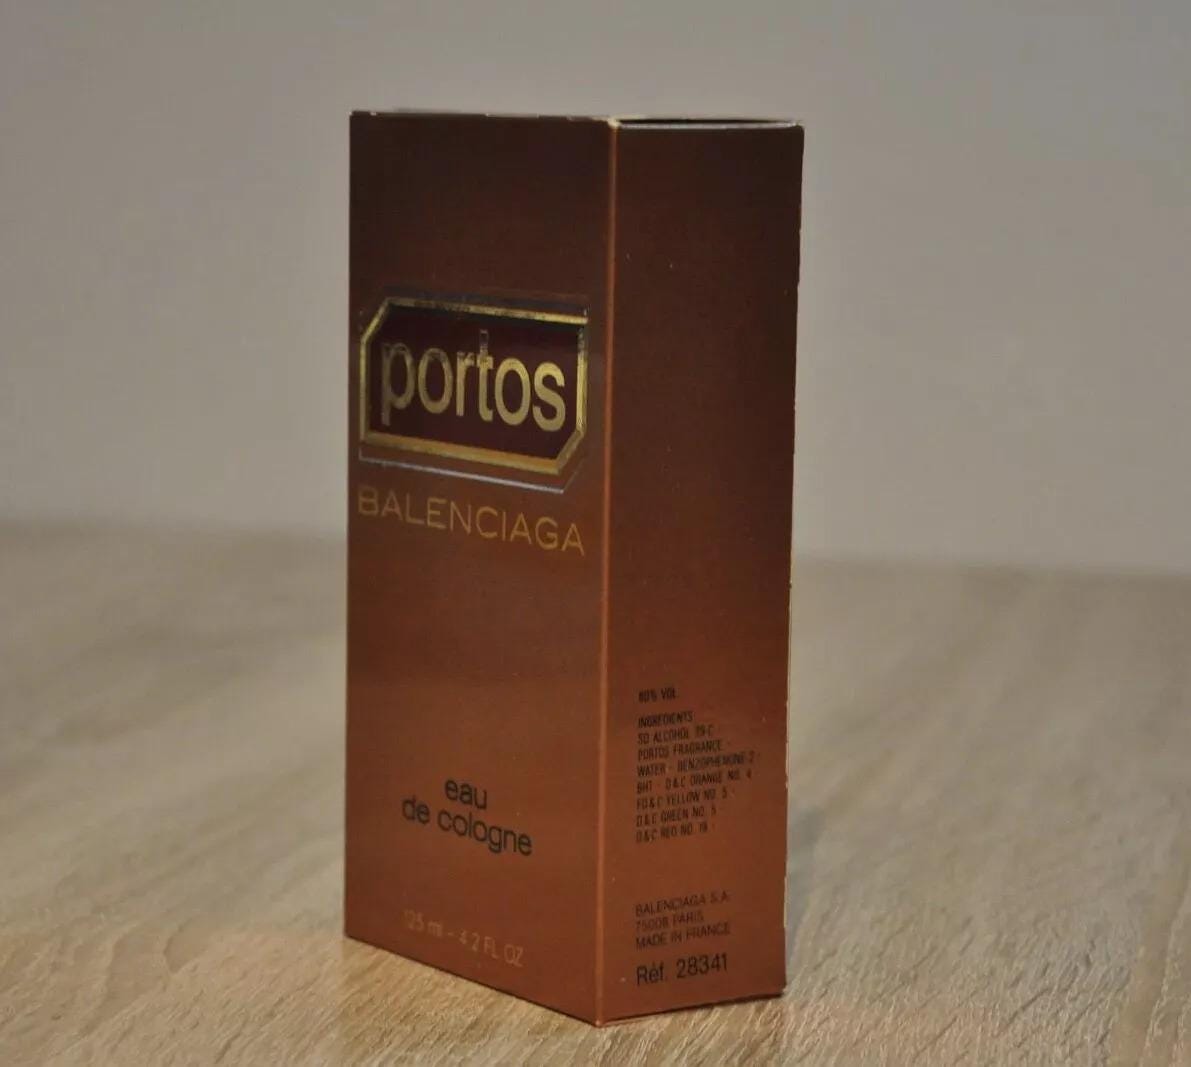 portos
BALENCIAGA
eau
de cologne
125 ml - 4.2 FL OZ
80% VOL.
INGREDIENTS
SD ALCOHOL 39-C -
PORTOS FRAGRANCE -
WATER - BENZOPHENONE-2 -
BHT - D&C ORANGE NO. 4
FD&C YELLOW NO. 5 -
D&C GREEN NO. 5
D&C RED NO. 19
BALENCIAGA S.A.
75008 PARIS
MADE IN FRANCE
Réf. 28341